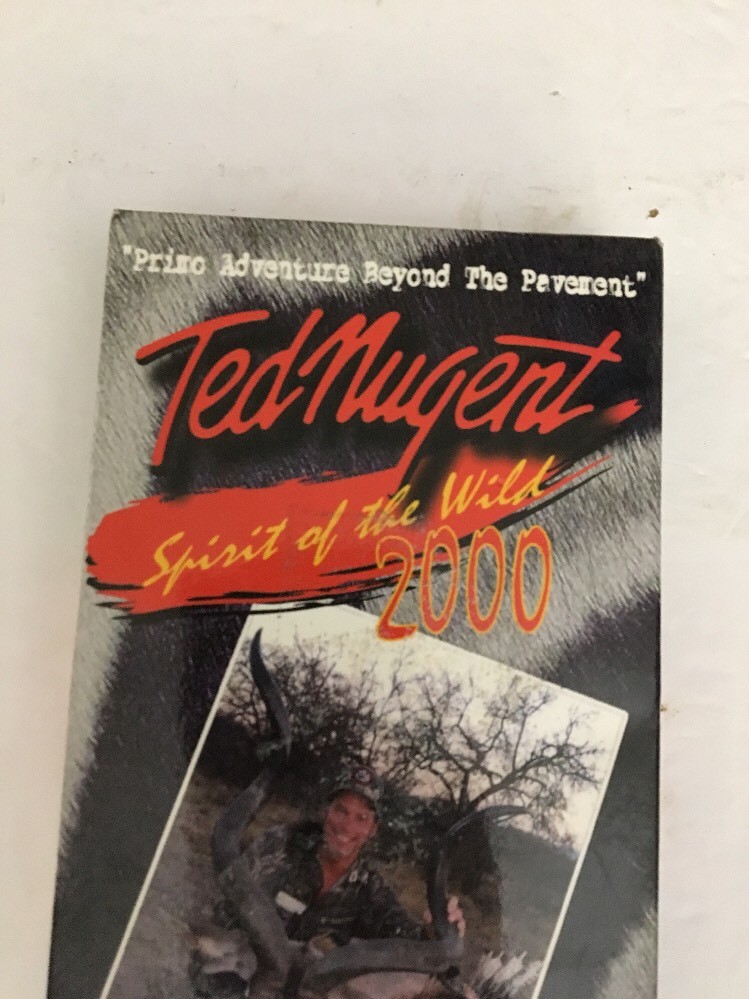 "Primo Adventure Beyond The Pavement"
Ted Nugent
Spirit of the Wild
2000